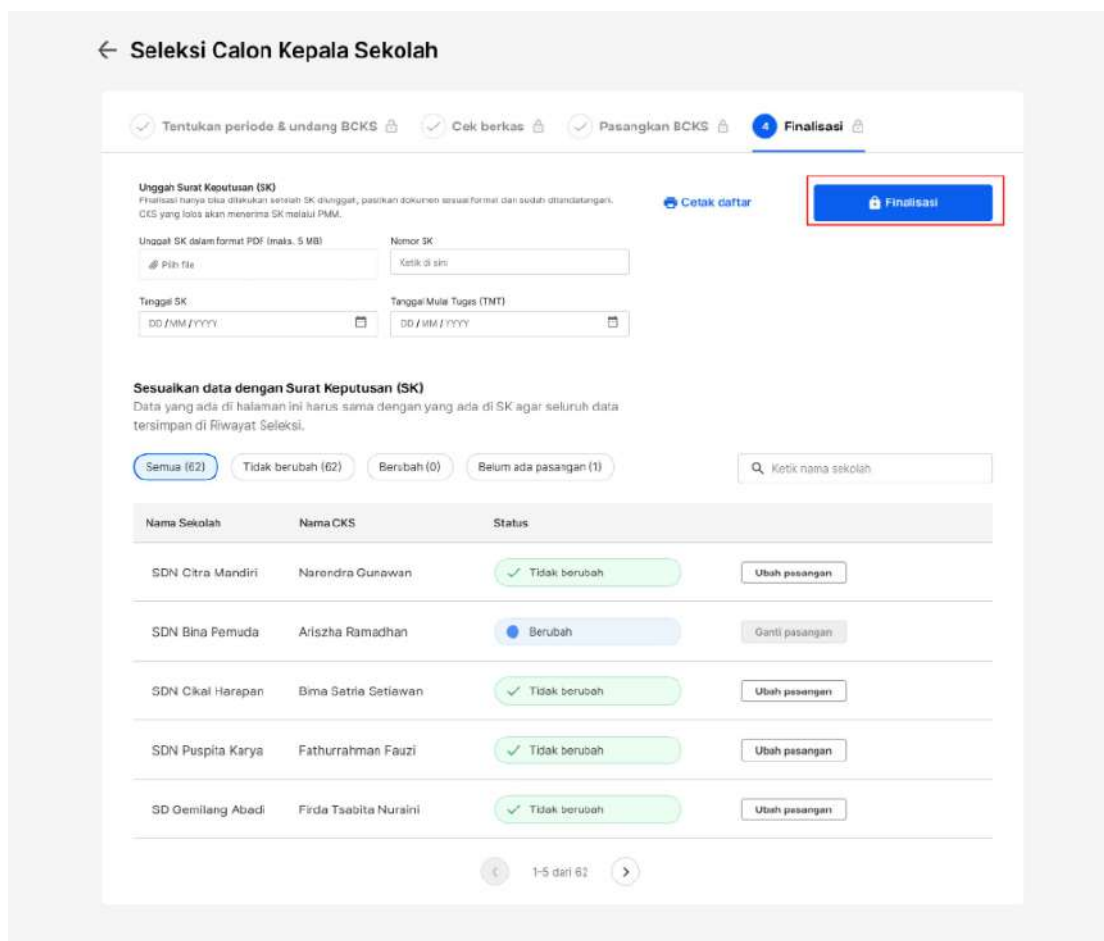 Seleksi Calon Kepala Sekolah
Tentukan periode & undang BCKS
Cek berkas
Pasangkan BCKS
4 Finalisasi
Unggah Surat Keputusan (SK)
Finalisasi hanya bisa dilakukan setelah SK diunggah, pastikan dokumen sesuai format dan sudah ditandatangani.
CKS yang lolos akan menerima SK melalui PMM.
Cetak daftar
Finalisasi
Unggah SK dalam format PDF (maks. 5 MB)
Nomor SK
Pilih file
Ketik di sini
Tanggal SK
Tanggal Mulai Tugas (TMT)
DD/MM/YYYY
DD/MM/YYYY
Sesuaikan data dengan Surat Keputusan (SK)
Data yang ada di halaman ini harus sama dengan yang ada di SK agar seluruh data
tersimpan di Riwayat Seleksi.
Semua (62)
Tidak berubah (62)
Berubah (0)
Belum ada pasangan (1)
Ketik nama sekolah
Nama Sekolah Nama CKS Status
SDN Citra Mandiri Narendra Gunawan Tidak berubah Ubah pasangan
SDN Bina Pemuda Ariszha Ramadhan Berubah Ganti pasangan
SDN Cikal Harapan Bima Satria Setiawan Tidak berubah Ubah pasangan
SDN Puspita Karya Fathurrahman Fauzi Tidak berubah Ubah pasangan
SD Gemilang Abadi Firda Tsabita Nuraini Tidak berubah Ubah pasangan
1-5 dari 62